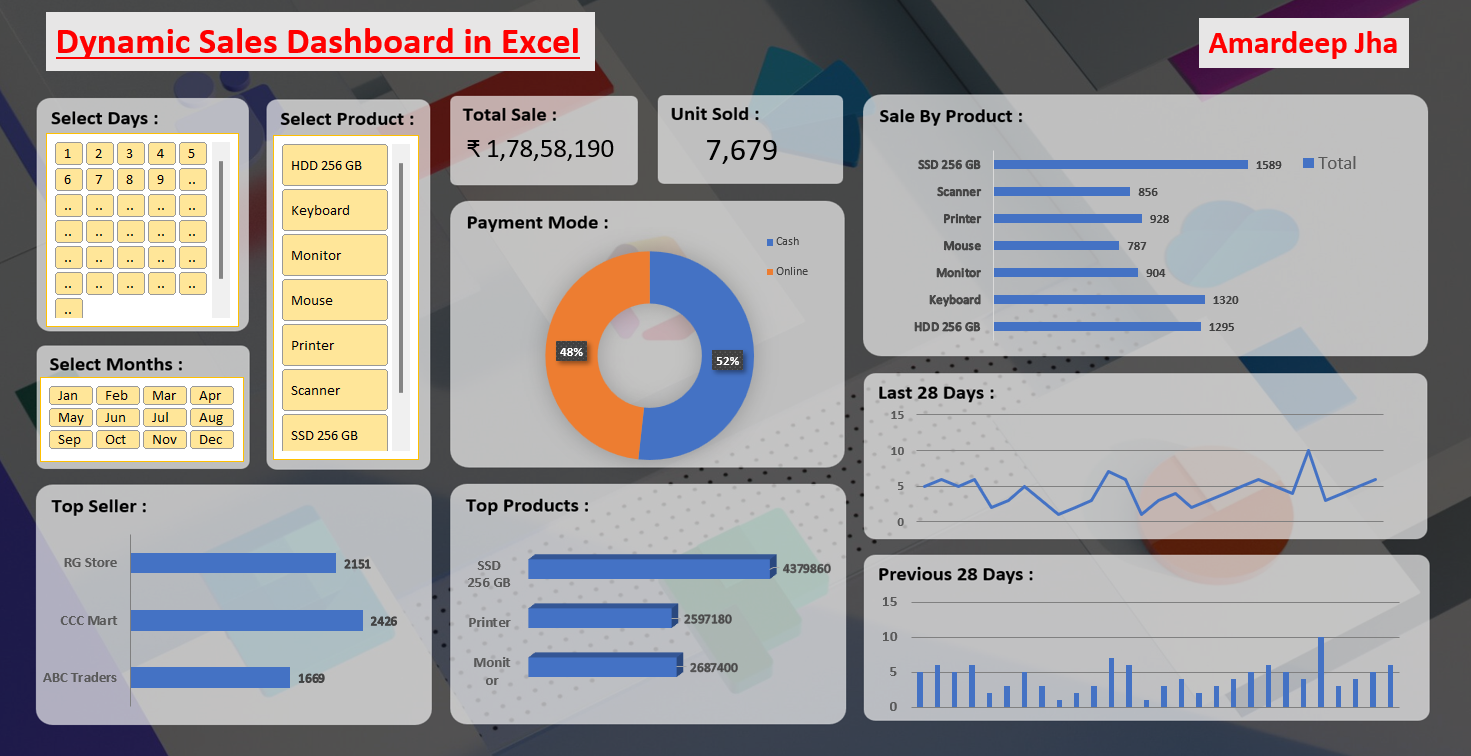 Dynamic Sales Dashboard in Excel
Amardeep Jha
Select Days :
1 2 3 4 5
6 7 8 9 ..
.. .. .. .. ..
.. .. .. .. ..
.. .. .. .. ..
.. .. .. .. ..
..
Select Months :
Jan Feb Mar Apr
May Jun Jul Aug
Sep Oct Nov Dec
Select Product :
HDD 256 GB
Keyboard
Monitor
Mouse
Printer
Scanner
SSD 256 GB
Total Sale :
₹ 1,78,58,190
Unit Sold :
7,679
Payment Mode :
Cash
Online
48%
52%
Sale By Product :
SSD 256 GB 1589
Total
Scanner 856
Printer 928
Mouse 787
Monitor 904
Keyboard 1320
HDD 256 GB 1295
Last 28 Days :
15
10
5
0
Top Seller :
RG Store 2151
CCC Mart 2426
ABC Traders 1669
Top Products :
SSD
256 GB 4379860
Printer 2597180
Monit
or 2687400
Previous 28 Days :
15
10
5
0